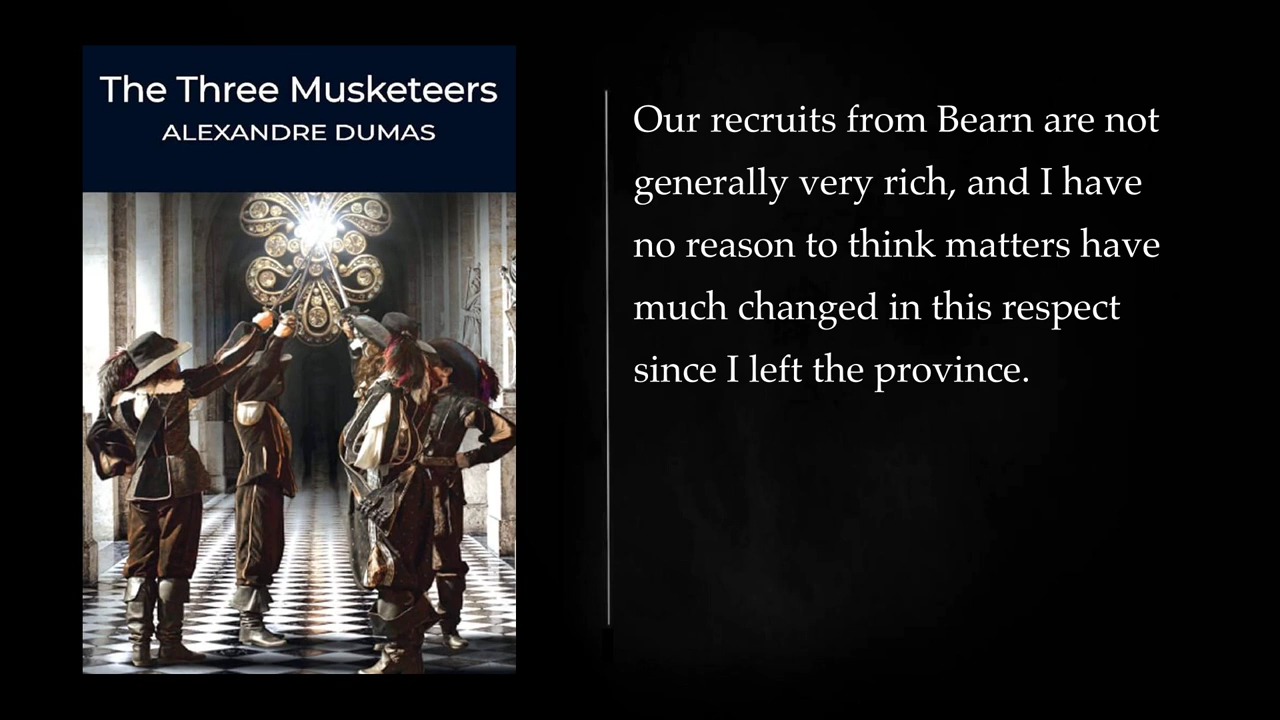 The Three Musketeers
ALEXANDRE DUMAS
Our recruits from Bearn are not
generally very rich, and I have
no reason to think matters have
much changed in this respect
since I left the province.